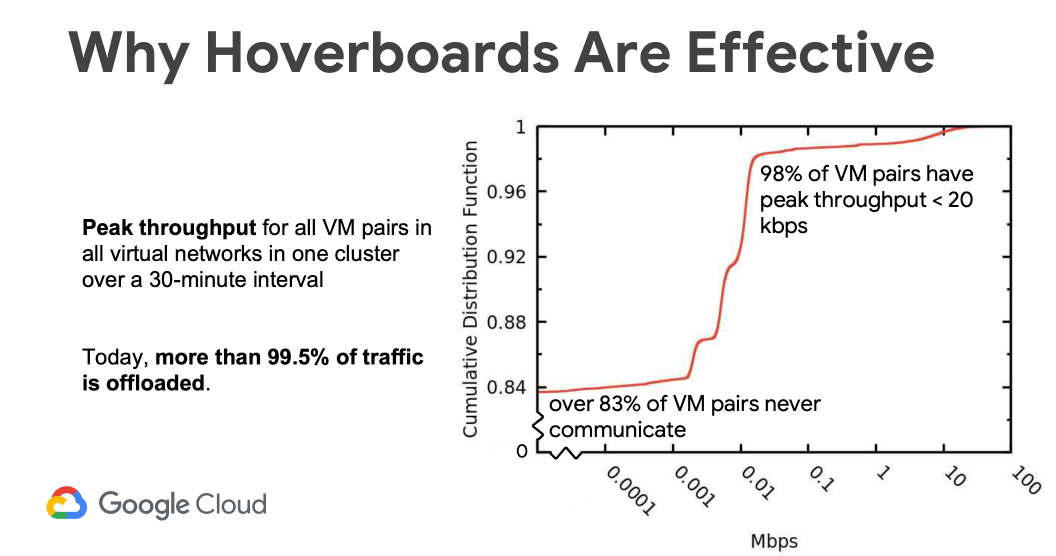 Why Hoverboards Are Effective
Peak throughput for all VM pairs in
all virtual networks in one cluster
over a 30-minute interval
Today, more than 99.5% of traffic
is offloaded.
Google Cloud
Cumulative Distribution Function
1
0.96
0.92
0.88
0.84
0
98% of VM pairs have
peak throughput < 20
kbps
over 83% of VM pairs never
communicate
0.0001
0.001
0.01
0.1
1
10
100
Mbps